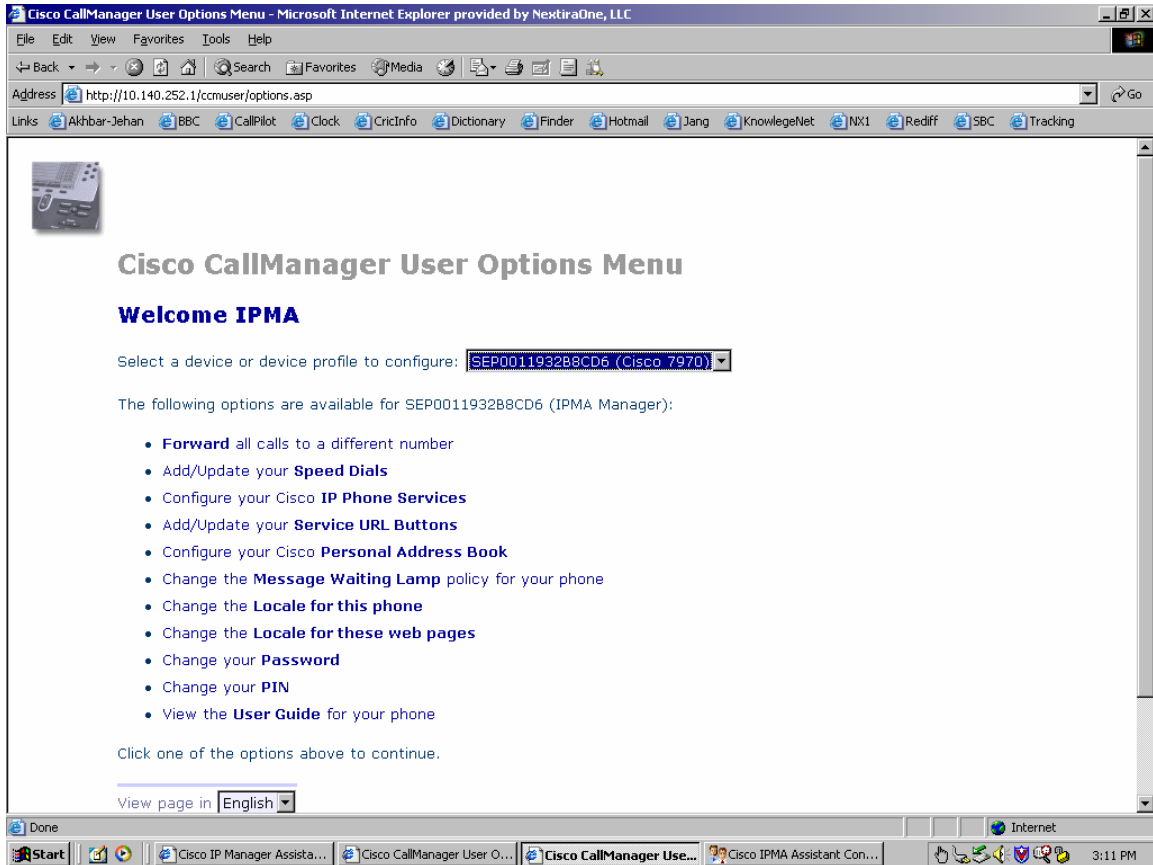 Cisco CallManager User Options Menu - Microsoft Internet Explorer provided by NextiraOne, LLC
File Edit View Favorites Tools Help
Back Search Favorites Media
Address http://10.140.252.1/ccmuser/options.asp Go
Links Akhbar-Jehan BBC CallPilot Clock CricInfo Dictionary Finder Hotmail Jang KnowlegeNet NX1 Rediff SBC Tracking
Cisco CallManager User Options Menu
Welcome IPMA
Select a device or device profile to configure: SEP0011932B8CD6 (Cisco 7970)
The following options are available for SEP0011932B8CD6 (IPMA Manager):
• Forward all calls to a different number
• Add/Update your Speed Dials
• Configure your Cisco IP Phone Services
• Add/Update your Service URL Buttons
• Configure your Cisco Personal Address Book
• Change the Message Waiting Lamp policy for your phone
• Change the Locale for this phone
• Change the Locale for these web pages
• Change your Password
• Change your PIN
• View the User Guide for your phone
Click one of the options above to continue.
View page in English
Done Internet
Start Cisco IP Manager Assista... Cisco CallManager User O... Cisco CallManager Use... Cisco IPMA Assistant Con... 3:11 PM